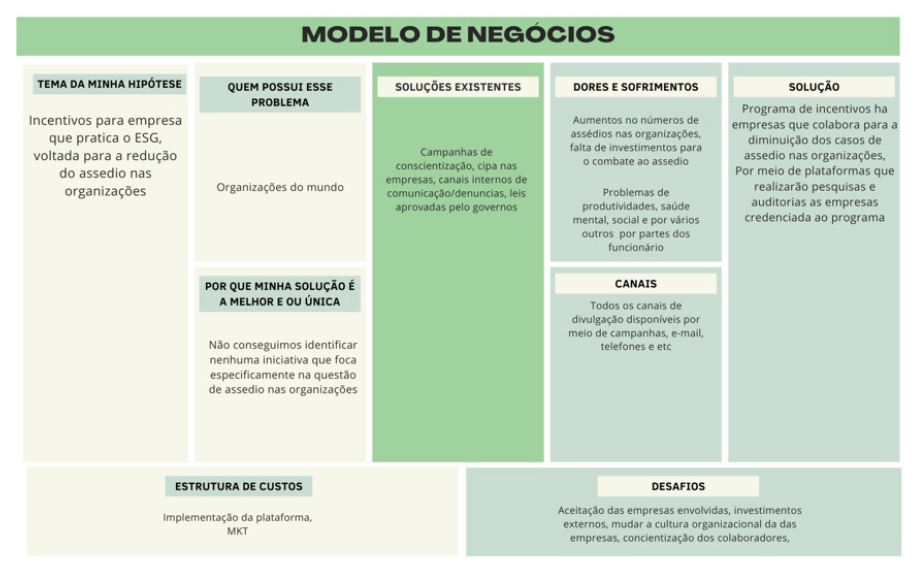 MODELO DE NEGÓCIOS
TEMA DA MINHA HIPÓTESE
Incentivos para empresa
que pratica o ESG,
voltada para a redução
do assedio nas
organizações
QUEM POSSUI ESSE
PROBLEMA
Organizações do mundo
POR QUE MINHA SOLUÇÃO É
A MELHOR E OU ÚNICA
Não conseguimos identificar
nenhuma iniciativa que foca
especificamente na questão
de assedio nas organizações
SOLUÇÕES EXISTENTES
Campanhas de
conscientização, cipa nas
empresas, canais internos de
comunicação/denuncias, leis
aprovadas pelo governos
DORES E SOFRIMENTOS
Aumentos no números de
assédios nas organizações,
falta de investimentos para
o combate ao assedio
Problemas de
produtividades, saúde
mental, social e por vários
outros por partes dos
funcionário
CANAIS
Todos os canais de
divulgação disponíveis por
meio de campanhas, e-mail,
telefones e etc
SOLUÇÃO
Programa de incentivos ha
empresas que colabora para a
diminuição dos casos de
assedio nas organizações,
Por meio de plataformas que
realizarão pesquisas e
auditorias as empresas
credenciada ao programa
ESTRUTURA DE CUSTOS
Implementação da plataforma,
MKT
DESAFIOS
Aceitação das empresas envolvidas, investimentos
externos, mudar a cultura organizacional da das
empresas, concientização dos colaboradores,